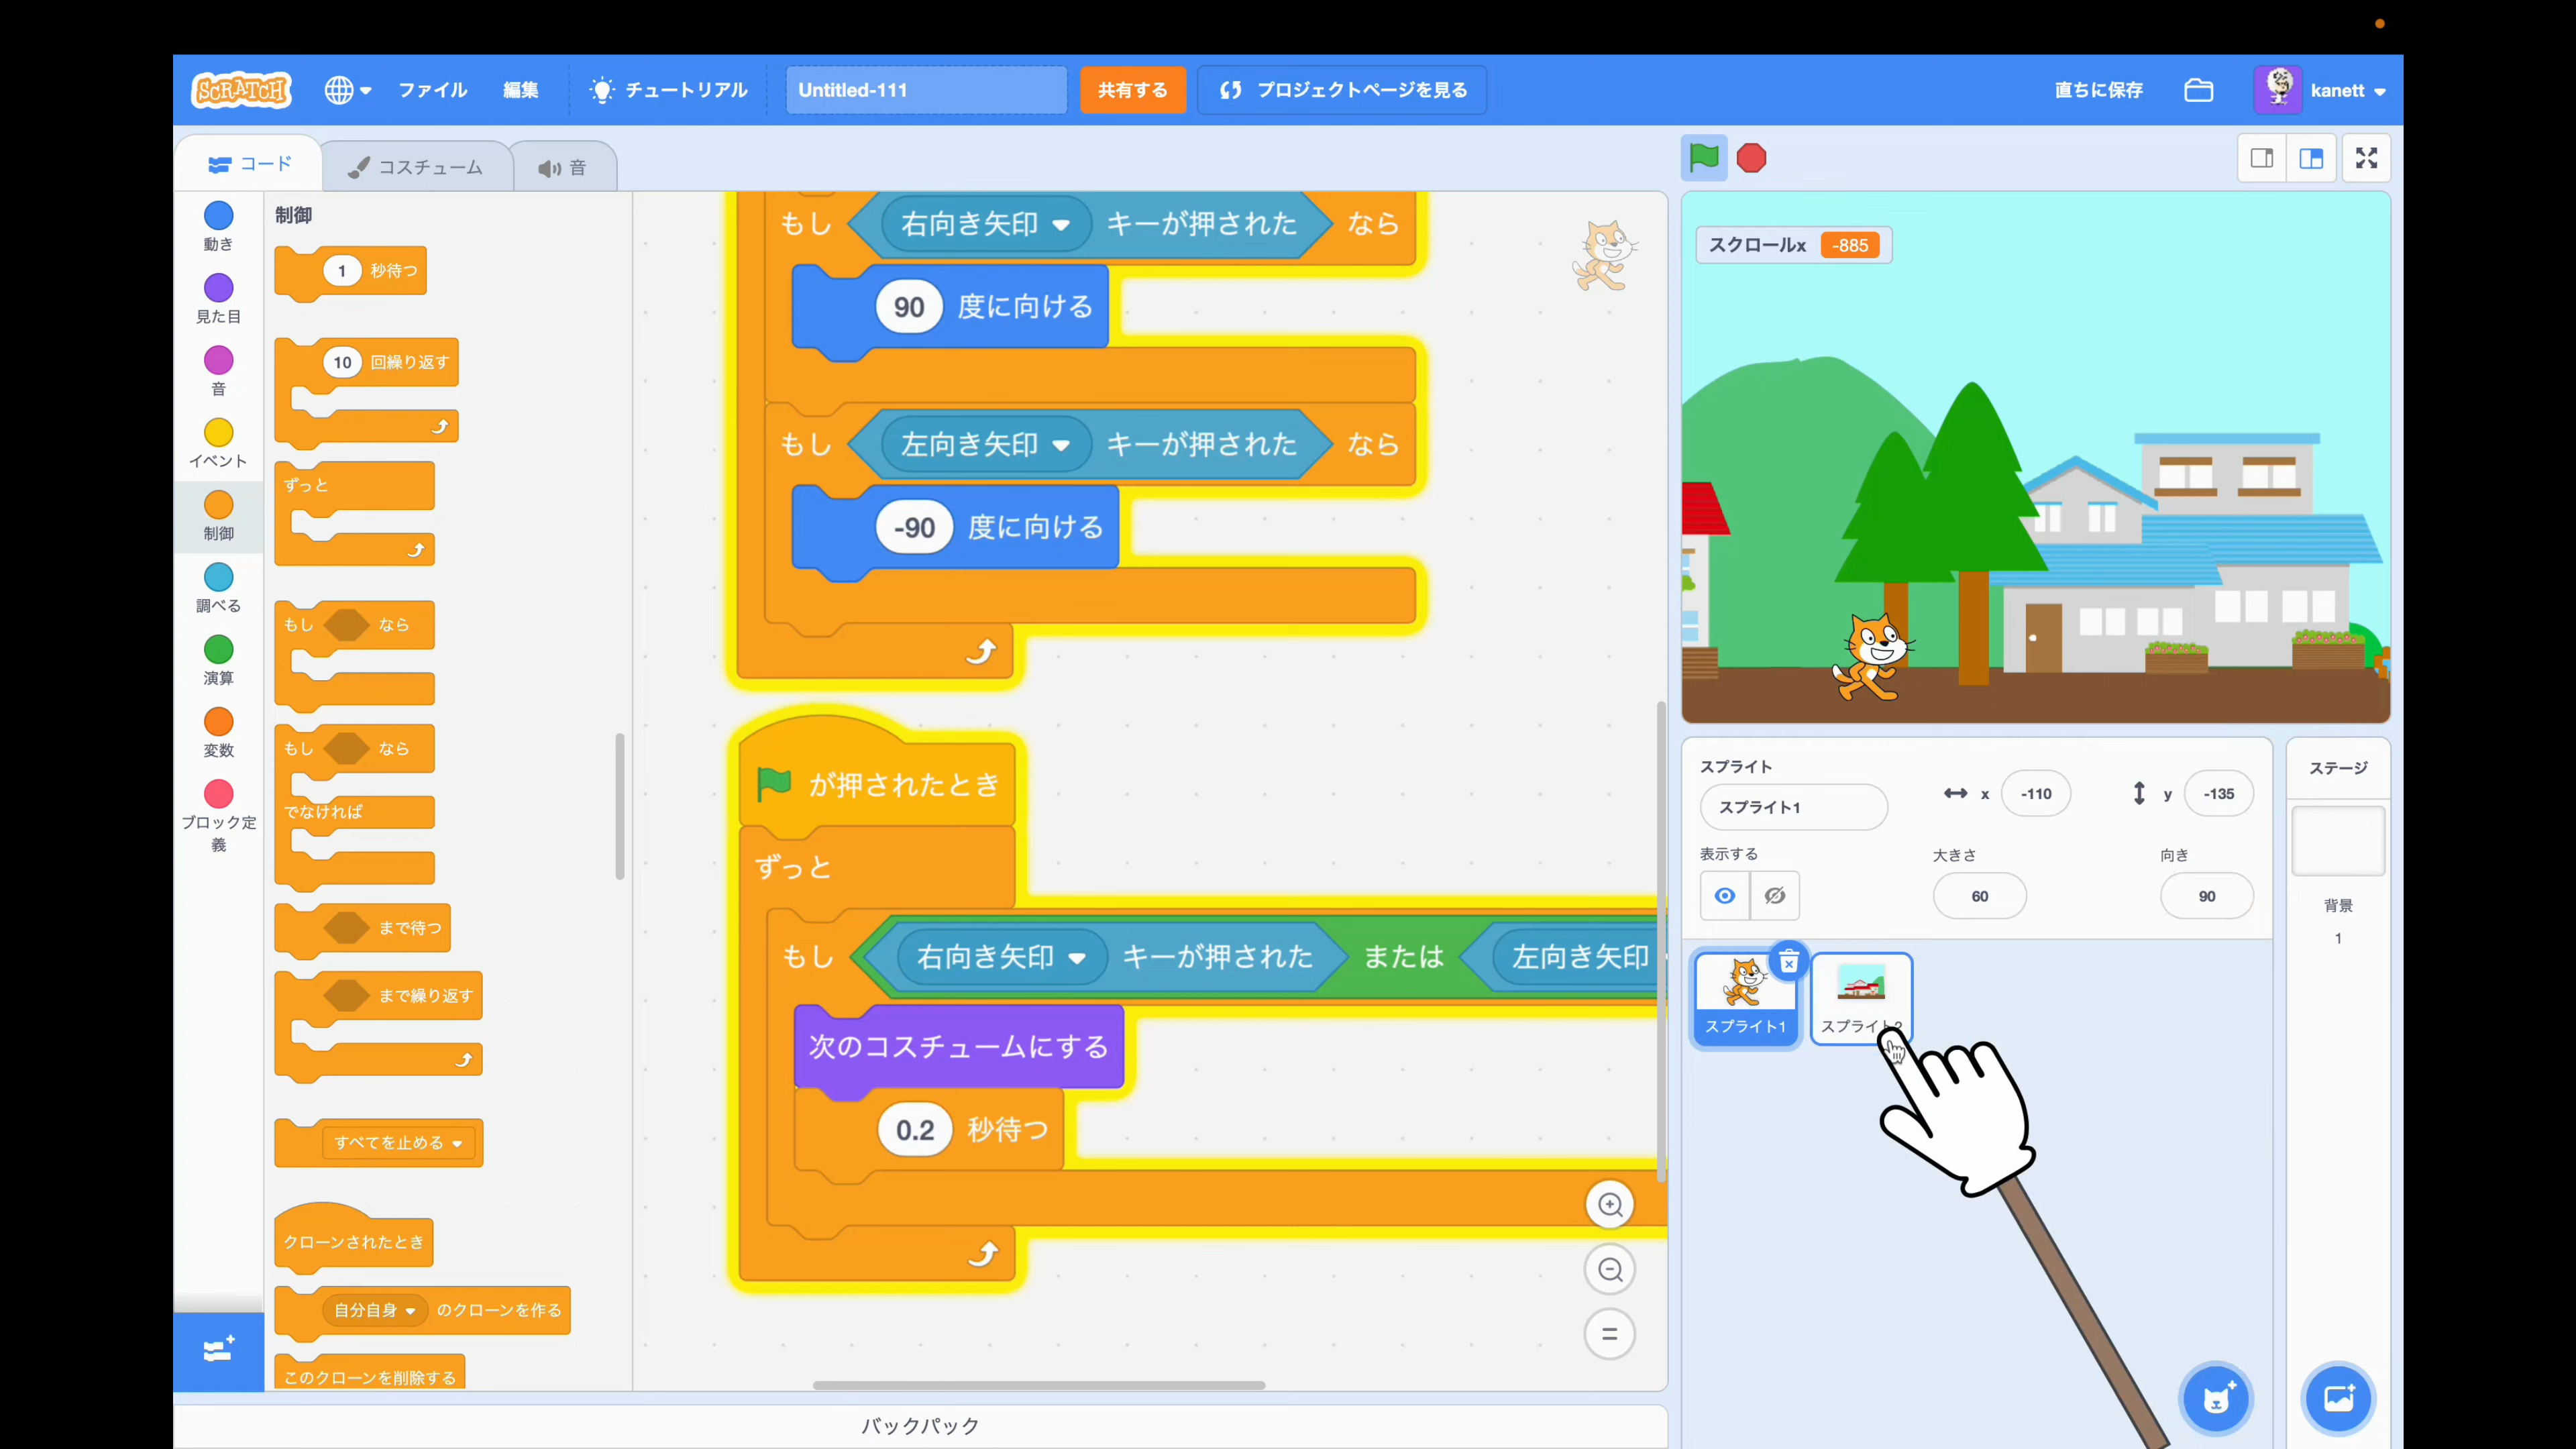 SCRATCH
ファイル
編集
チュートリアル
Untitled-111
共有する
プロジェクトページを見る
直ちに保存
kanett
コード
コスチューム
音
動き
見た目
音
イベント
制御
調べる
演算
変数
ブロック定
義
制御
1 秒待つ
10 回繰り返す
ずっと
もし なら
もし なら
でなければ
まで待つ
まで繰り返す
すべてを止める
クローンされたとき
自分自身 のクローンを作る
このクローンを削除する
もし 右向き矢印 キーが押された なら
90 度に向ける
もし 左向き矢印 キーが押された なら
-90 度に向ける
が押されたとき
ずっと
もし 右向き矢印 キーが押された または 左向き矢印
次のコスチュームにする
0.2 秒待つ
バックパック
スクロールx -885
スプライト
スプライト1
x -110
y -135
表示する
大きさ
60
向き
90
スプライト1
スプライト2
ステージ
背景
1